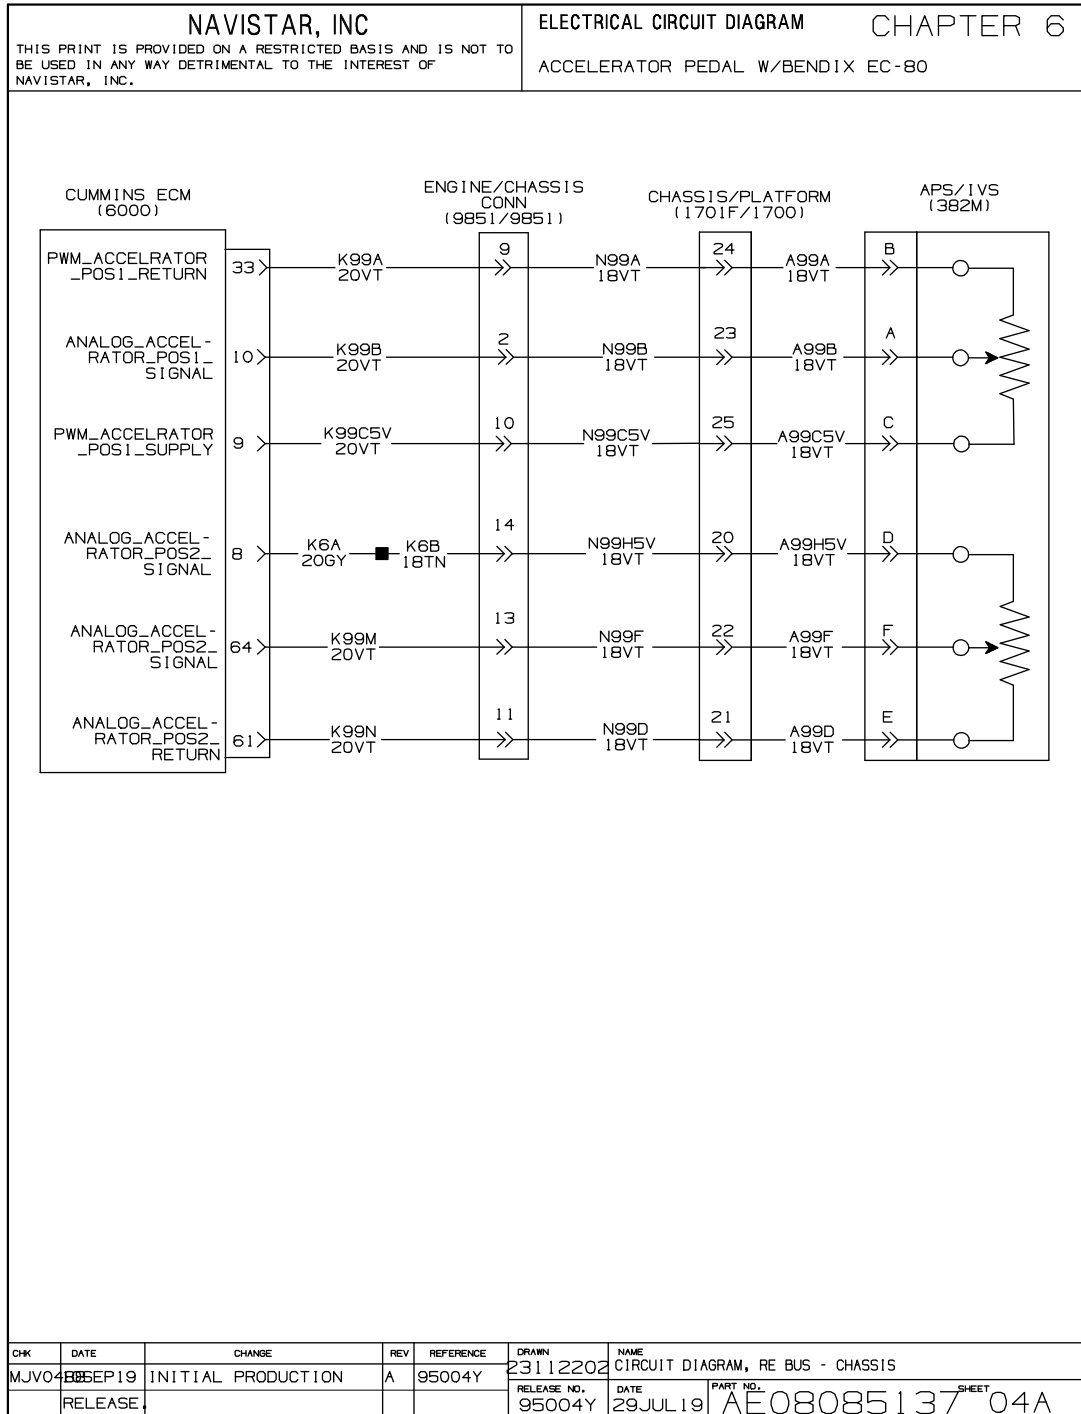 NAVISTAR, INC
THIS PRINT IS PROVIDED ON A RESTRICTED BASIS AND IS NOT TO
BE USED IN ANY WAY DETRIMENTAL TO THE INTEREST OF
NAVISTAR, INC.
ELECTRICAL CIRCUIT DIAGRAM
CHAPTER 6
ACCELERATOR PEDAL W/BENDIX EC-80
CUMMINS ECM
(6000)
ENGINE/CHASSIS
CONN
(9851/9851)
CHASSIS/PLATFORM
(1701F/1700)
APS/IVS
(382M)
PWM_ACCELRATOR
_POS1_RETURN
33
K99A
20VT
9
N99A
18VT
24
A99A
18VT
B
ANALOG_ACCEL-
RATOR_POS1_
SIGNAL
10
K99B
20VT
2
N99B
18VT
23
A99B
18VT
A
PWM_ACCELRATOR
_POS1_SUPPLY
9
K99C5V
20VT
10
N99C5V
18VT
25
A99C5V
18VT
C
ANALOG_ACCEL-
RATOR_POS2_
SIGNAL
8
K6A
20GY
K6B
18TN
14
N99H5V
18VT
20
A99H5V
18VT
D
ANALOG_ACCEL-
RATOR_POS2_
SIGNAL
64
K99M
20VT
13
N99F
18VT
22
A99F
18VT
F
ANALOG_ACCEL-
RATOR_POS2_
RETURN
61
K99N
20VT
11
N99D
18VT
21
A99D
18VT
E
CHK DATE CHANGE REV REFERENCE
SEP19 INITIAL PRODUCTION A 95004Y
RELEASE.
DRAWN
23112202
NAME
CIRCUIT DIAGRAM, RE BUS - CHASSIS
RELEASE NO.
95004Y
DATE
29JUL19
PART NO.
AE08085137
SHEET
04A